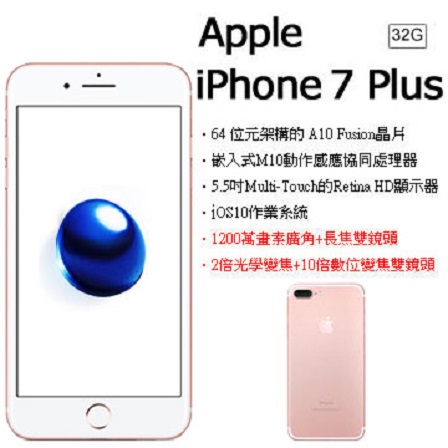 Apple
32G
iPhone 7 Plus
・64 位元架構的 A10 Fusion晶片
・嵌入式M10動作感應協同處理器
・5.5吋Multi-Touch的Retina HD顯示器
・iOS10作業系統
・1200萬畫素廣角+長焦雙鏡頭
・2倍光學變焦+10倍數位變焦雙鏡頭